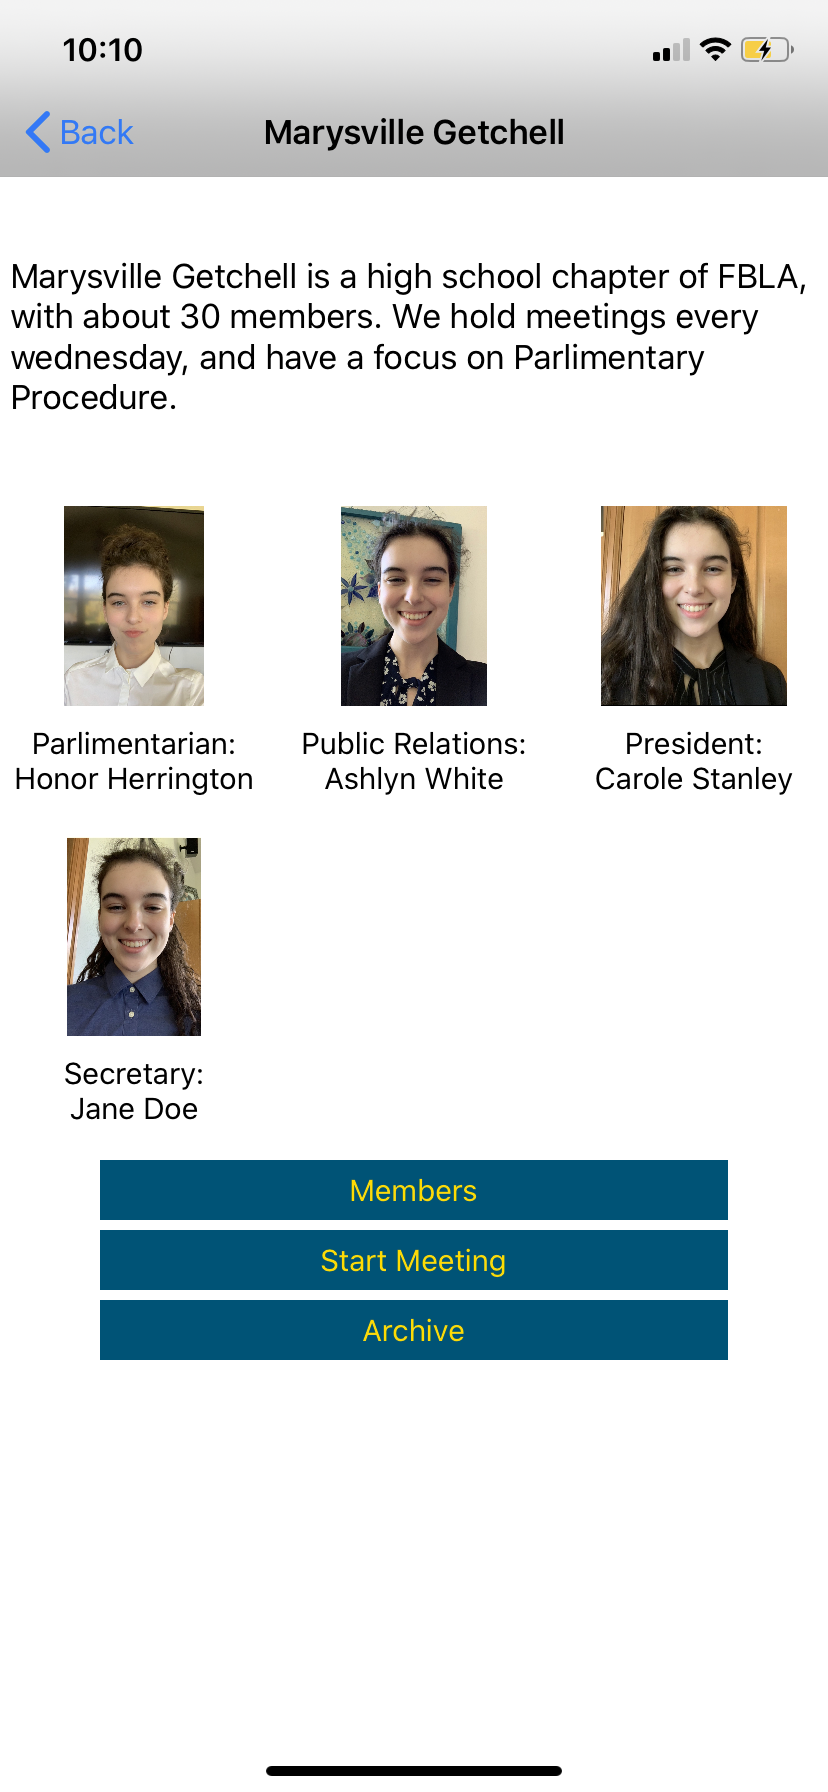 10:10
Back
Marysville Getchell
Marysville Getchell is a high school chapter of FBLA,
with about 30 members. We hold meetings every
wednesday, and have a focus on Parlimentary
Procedure.
Parlimentarian:
Honor Herrington
Public Relations:
Ashlyn White
President:
Carole Stanley
Secretary:
Jane Doe
Members
Start Meeting
Archive